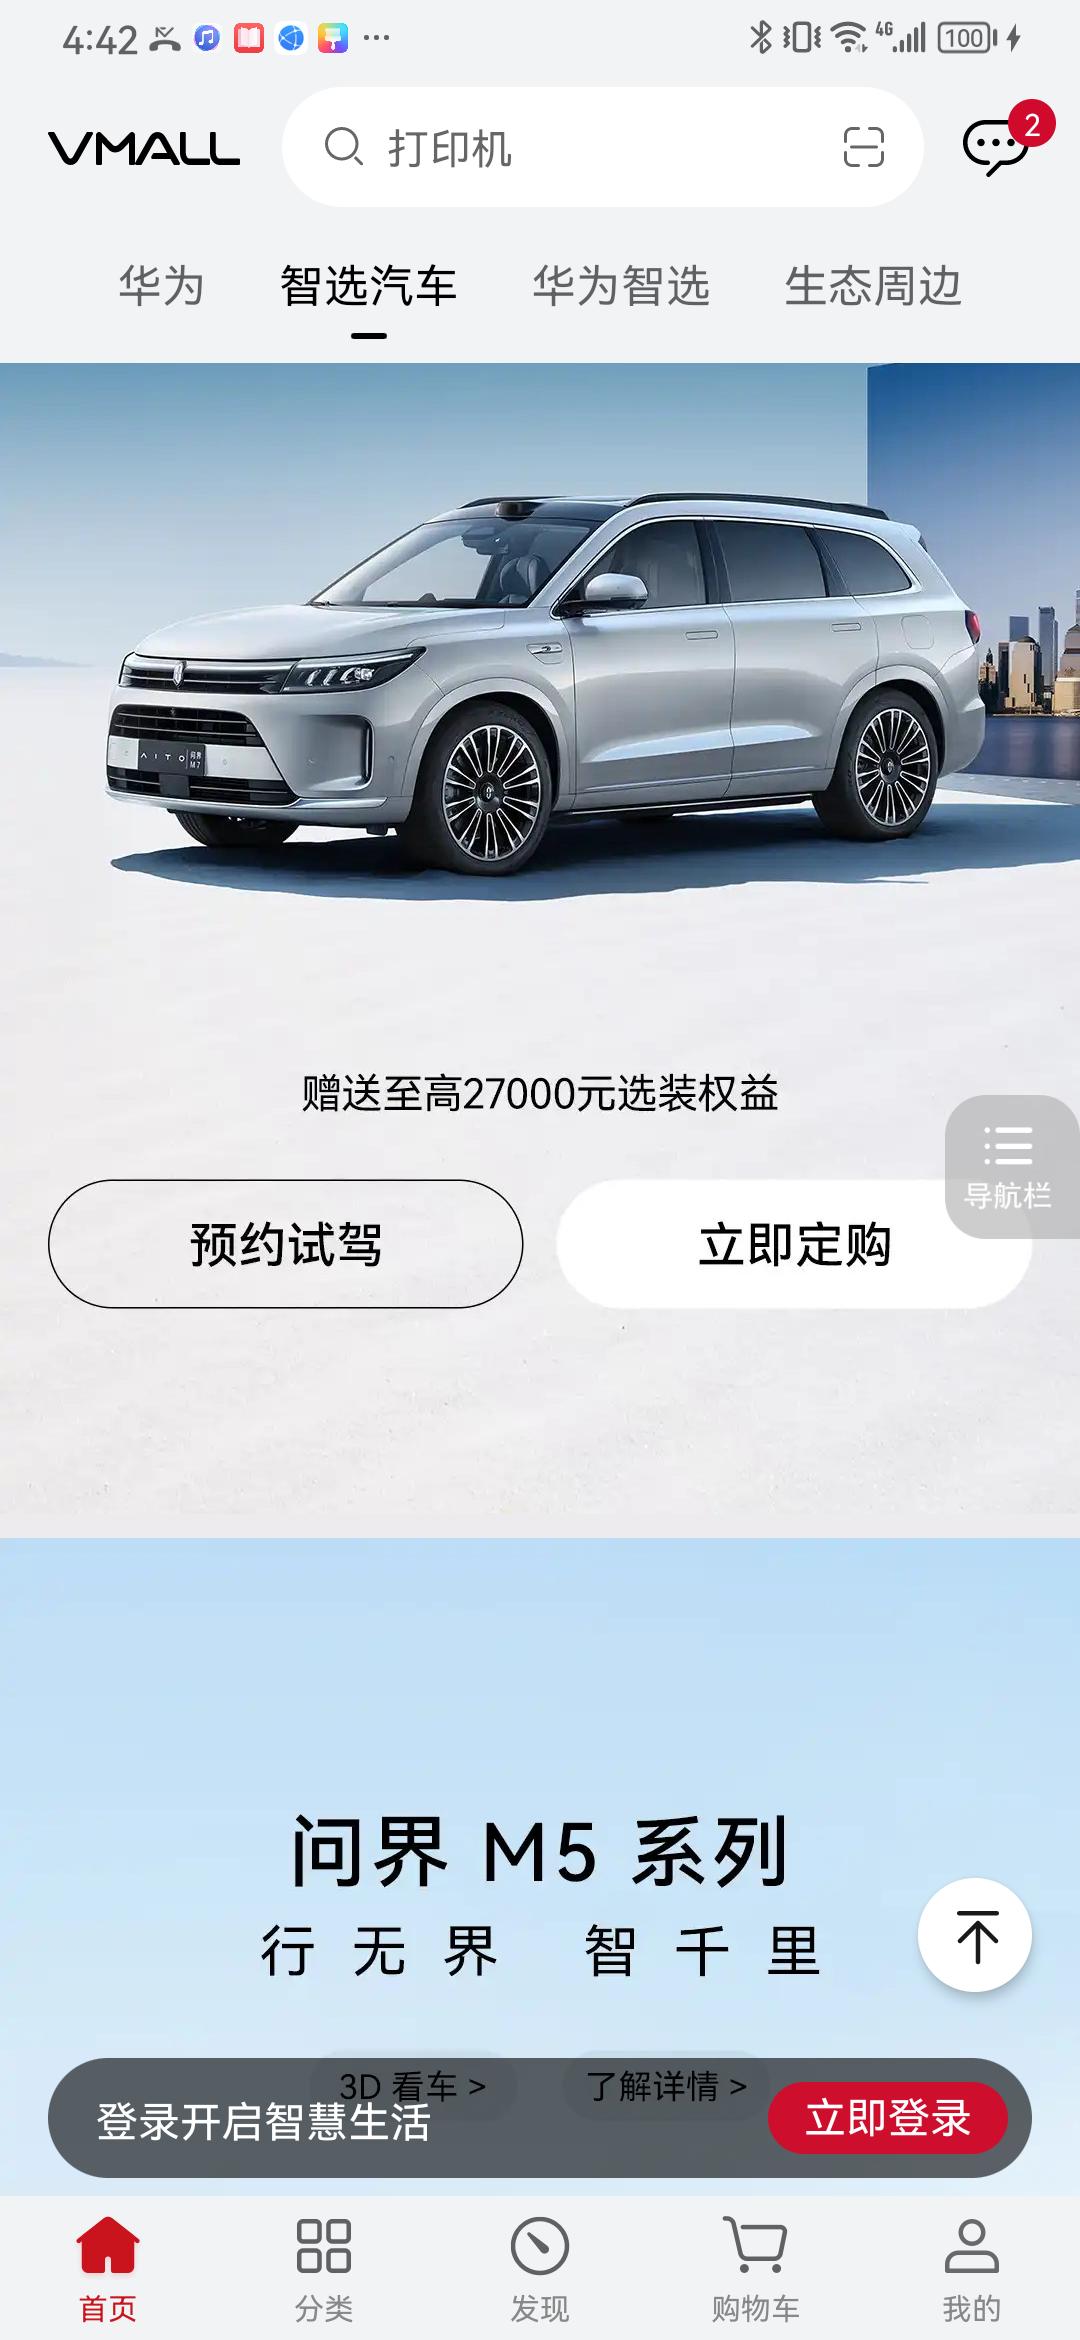 4:42
4G
100
VMALL
打印机
2
华为
智选汽车
华为智选
生态周边
AITO
问界
M7
赠送至高27000元选装权益
导航栏
预约试驾
立即定购
问界 M5 系列
行无界 智千里
3D 看车 >
了解详情 >
登录开启智慧生活
立即登录
首页
分类
发现
购物车
我的